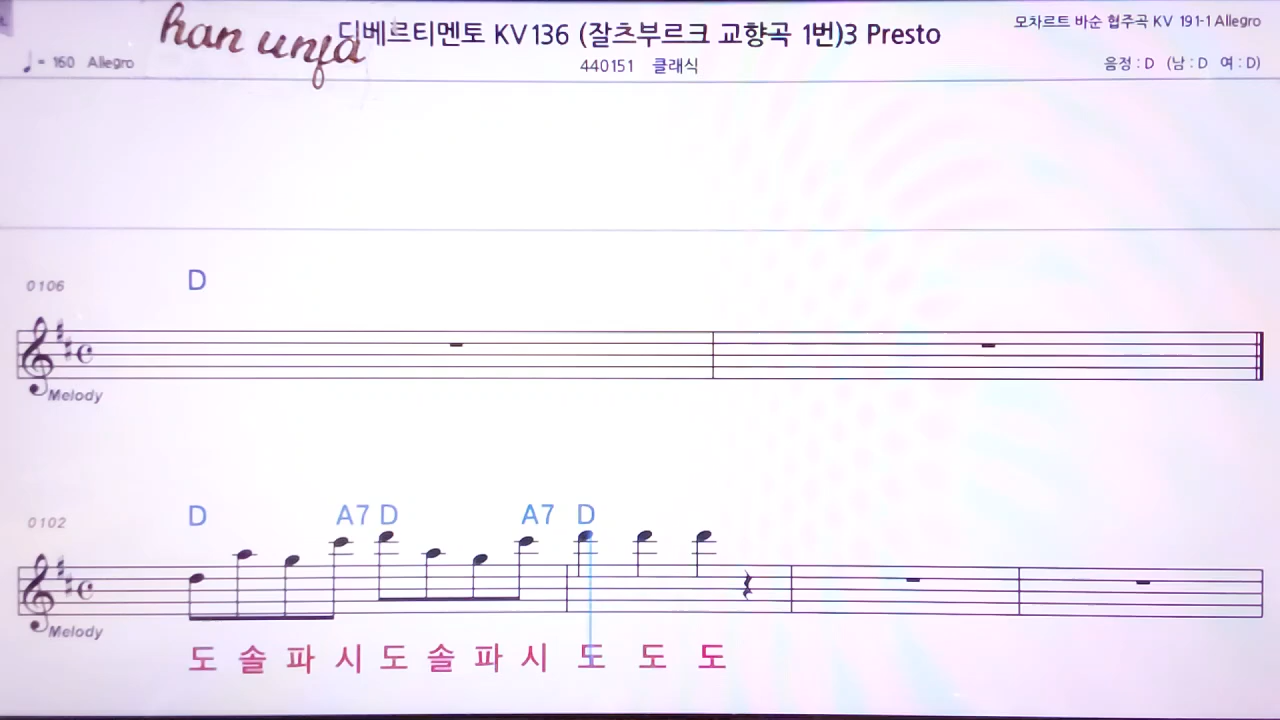 han unja
디베르티멘토 KV136 (잘츠부르크 교향곡 1번)3 Presto
모차르트 바순 협주곡 KV 191-1 Allegro
♩ = 160 Allegro
440151 클래식
음정 : D (남 : D 여 : D)
0106
D
Melody
0102
D A7 D A7 D
Melody
도 솔 파 시 도 솔 파 시 도 도 도